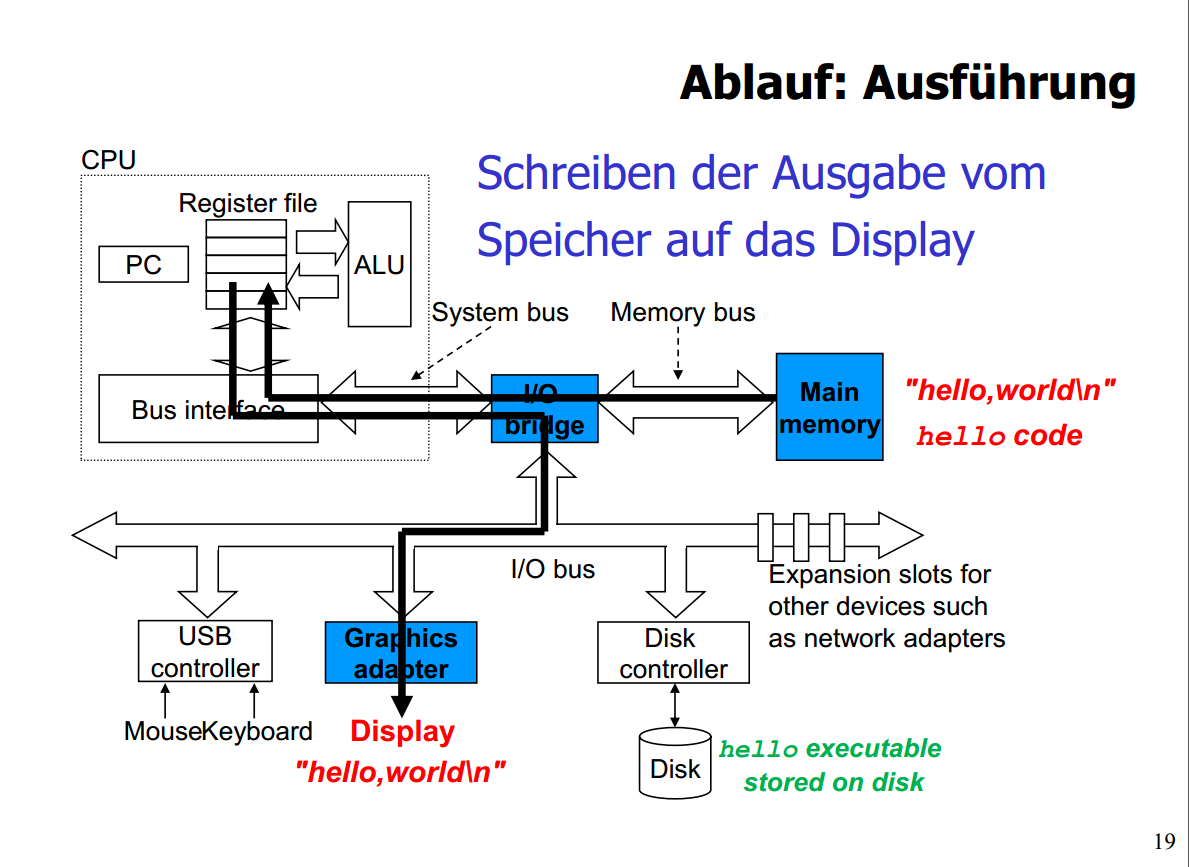 Ablauf: Ausführung
Schreiben der Ausgabe vom
Speicher auf das Display
CPU
Register file
PC
ALU
System bus
Memory bus
Bus interface
I/O
bridge
Main
memory
"hello,world\n"
hello code
I/O bus
Expansion slots for
other devices such
as network adapters
USB
controller
Graphics
adapter
Disk
controller
Mouse
Keyboard
Display
"hello,world\n"
Disk
hello executable
stored on disk
19